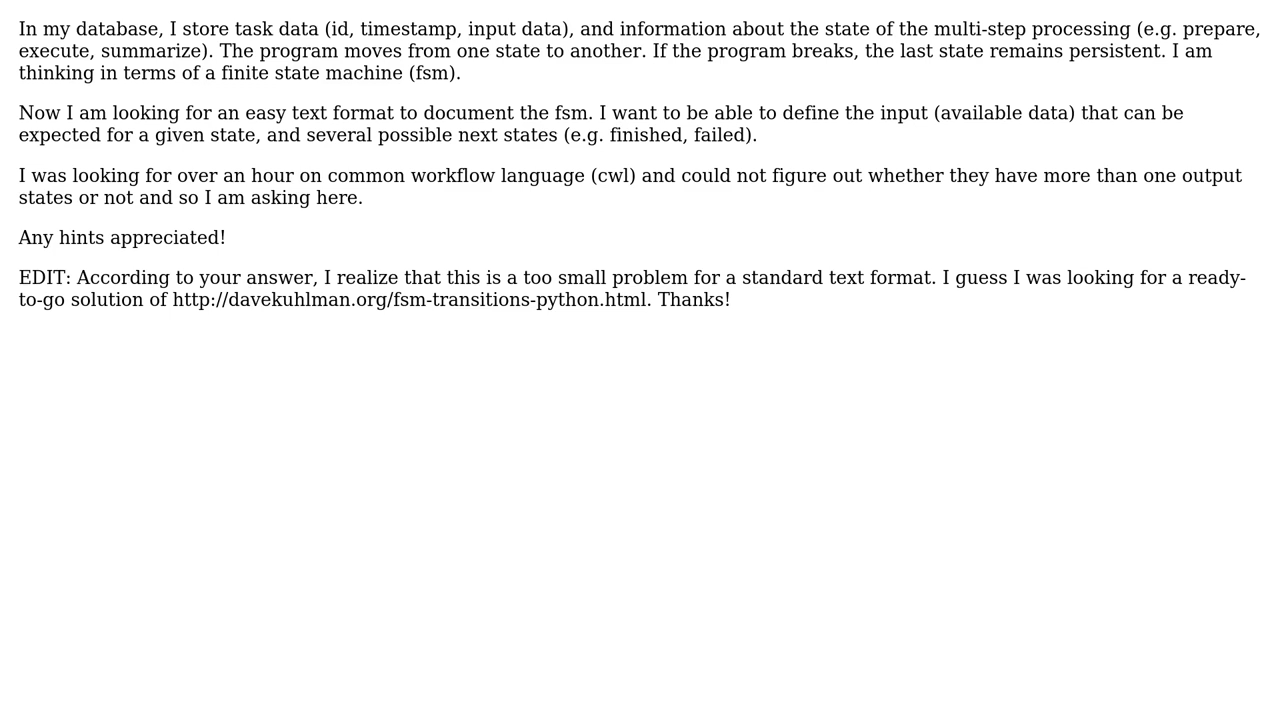 In my database, I store task data (id, timestamp, input data), and information about the state of the multi-step processing (e.g. prepare,
execute, summarize). The program moves from one state to another. If the program breaks, the last state remains persistent. I am
thinking in terms of a finite state machine (fsm).
Now I am looking for an easy text format to document the fsm. I want to be able to define the input (available data) that can be
expected for a given state, and several possible next states (e.g. finished, failed).
I was looking for over an hour on common workflow language (cwl) and could not figure out whether they have more than one output
states or not and so I am asking here.
Any hints appreciated!
EDIT: According to your answer, I realize that this is a too small problem for a standard text format. I guess I was looking for a ready-
to-go solution of http://davekuhlman.org/fsm-transitions-python.html. Thanks!